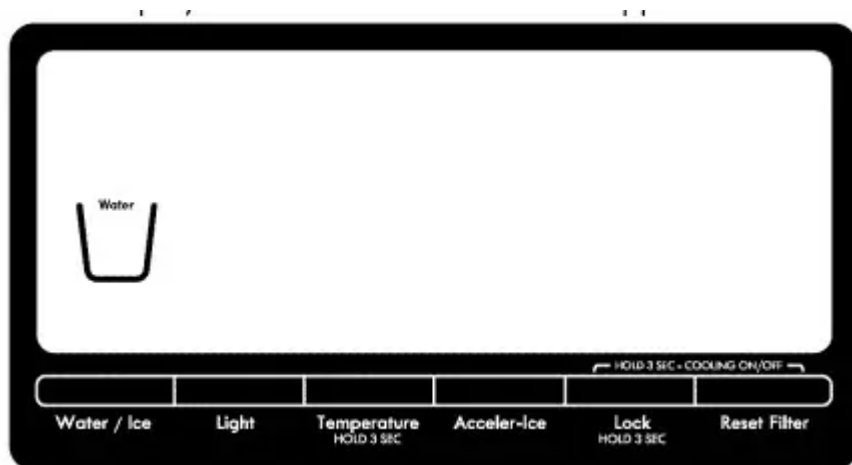 Water
HOLD 3 SEC - COOLING ON/OFF
Water / Ice
Light
Temperature
HOLD 3 SEC
Acceler-Ice
Lock
HOLD 3 SEC
Reset Filter